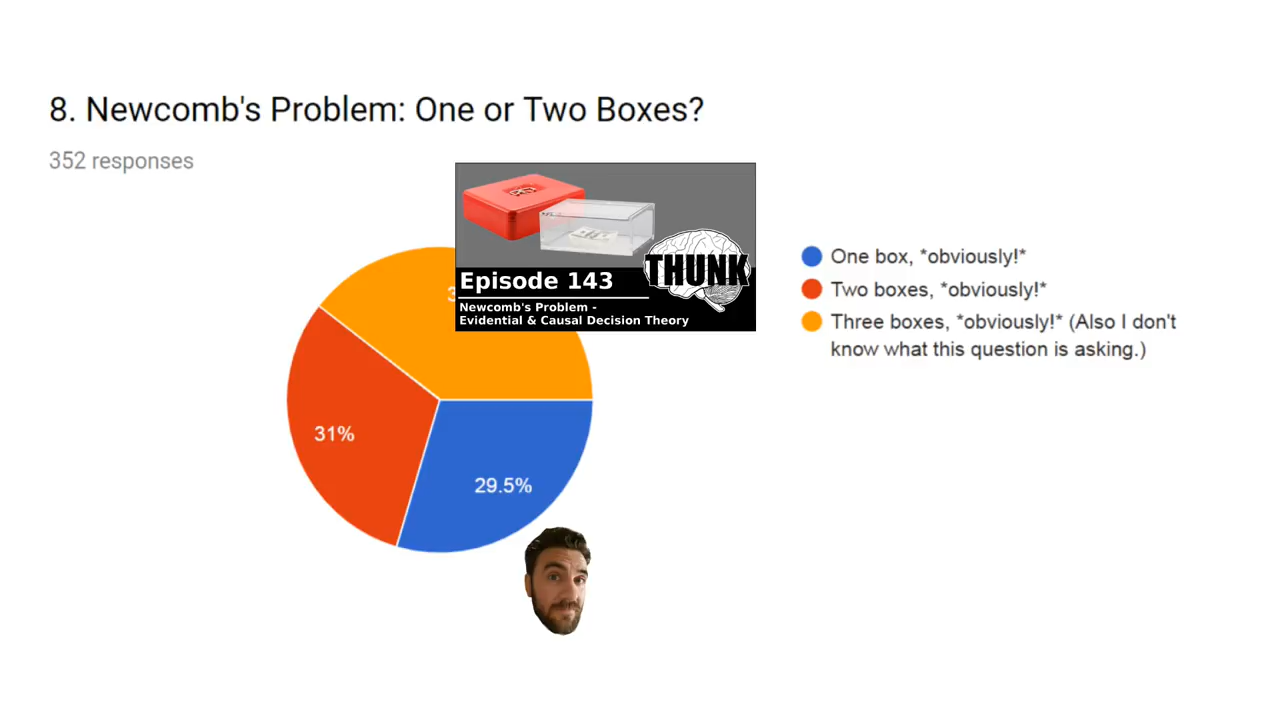 8. Newcomb's Problem: One or Two Boxes?
352 responses
THUNK
Episode 143
Newcomb's Problem -
Evidential & Causal Decision Theory
One box, *obviously!*
Two boxes, *obviously!*
Three boxes, *obviously!* (Also I don't
know what this question is asking.)
31%
29.5%